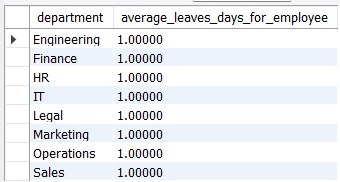 department average_leaves_days_for_employee
Engineering 1.00000
Finance 1.00000
HR 1.00000
IT 1.00000
Legal 1.00000
Marketing 1.00000
Operations 1.00000
Sales 1.00000